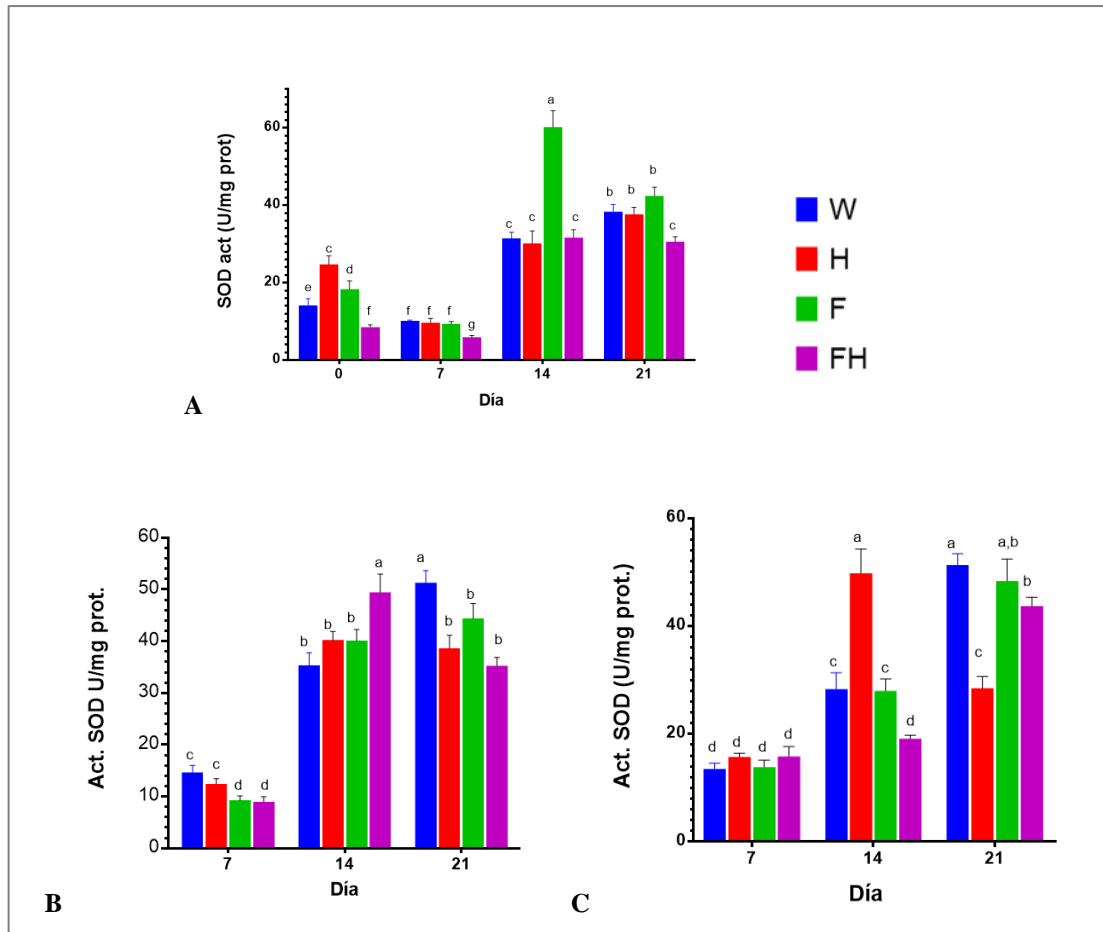 SOD act (U/mg prot)
60
40
20
0
a
b b b
c c c c
c
d
e
f
f f f g
0 7 14 21
Día
A
W
H
F
FH
Act. SOD U/mg prot.
60
50
40
30
20
10
0
c c d d
b b b a
a b b b
7 14 21
Día
B
Act. SOD (U/mg prot.)
60
40
20
0
d d d d
c a c d
a c a,b b
7 14 21
Día
C